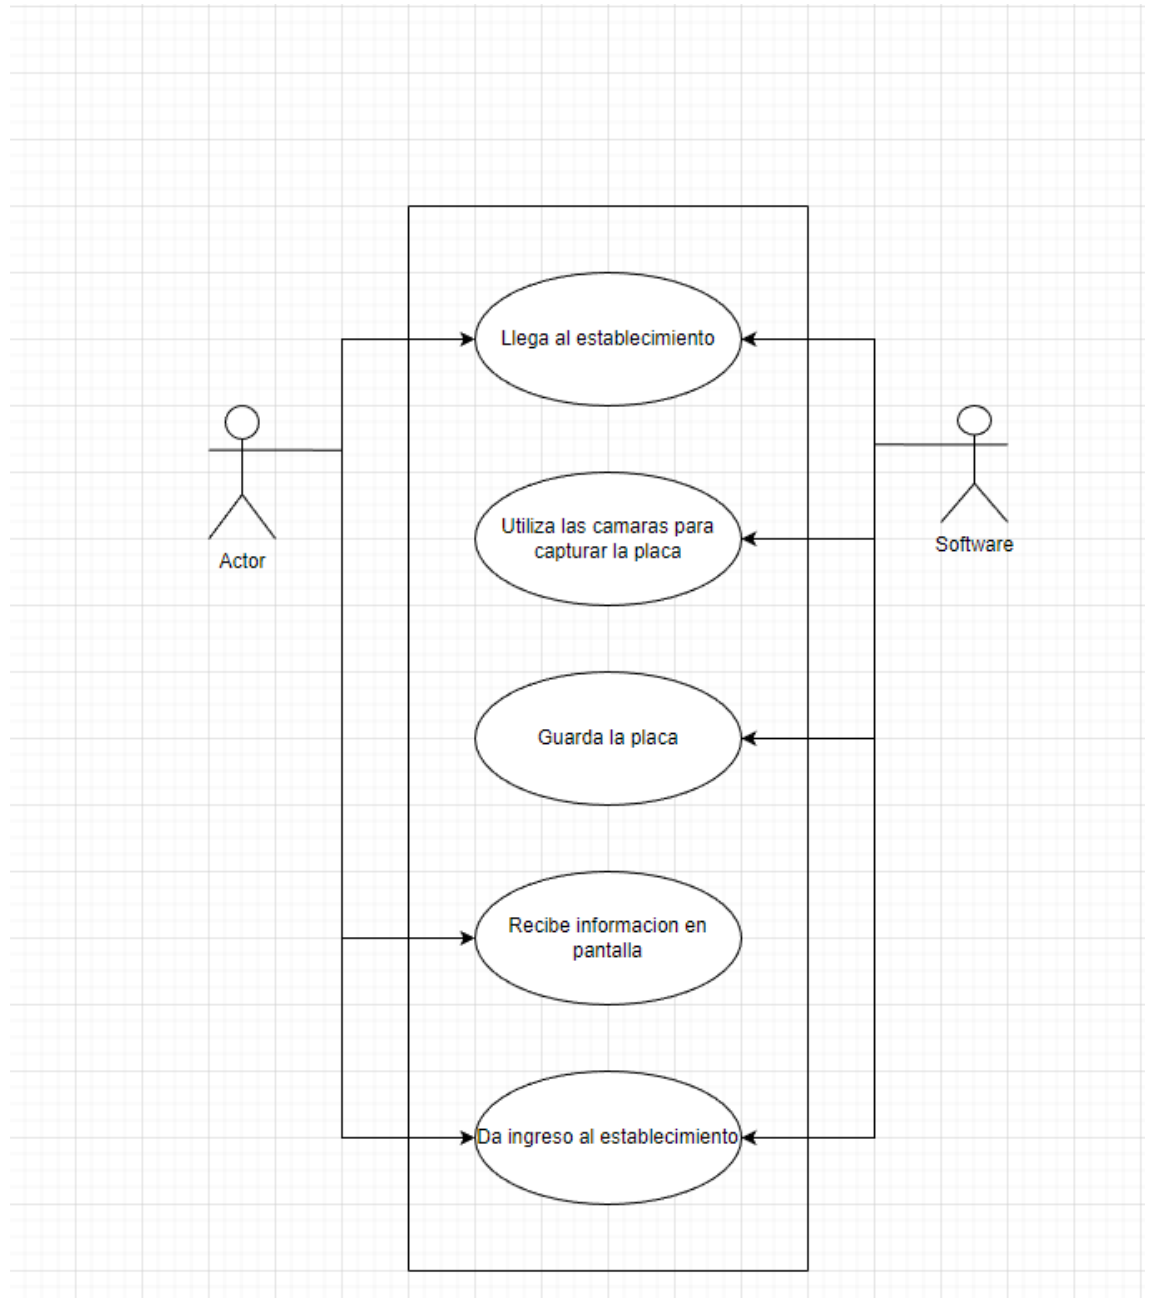 Llega al establecimiento
Actor
Utiliza las camaras para
capturar la placa
Software
Guarda la placa
Recibe informacion en
pantalla
Da ingreso al establecimiento